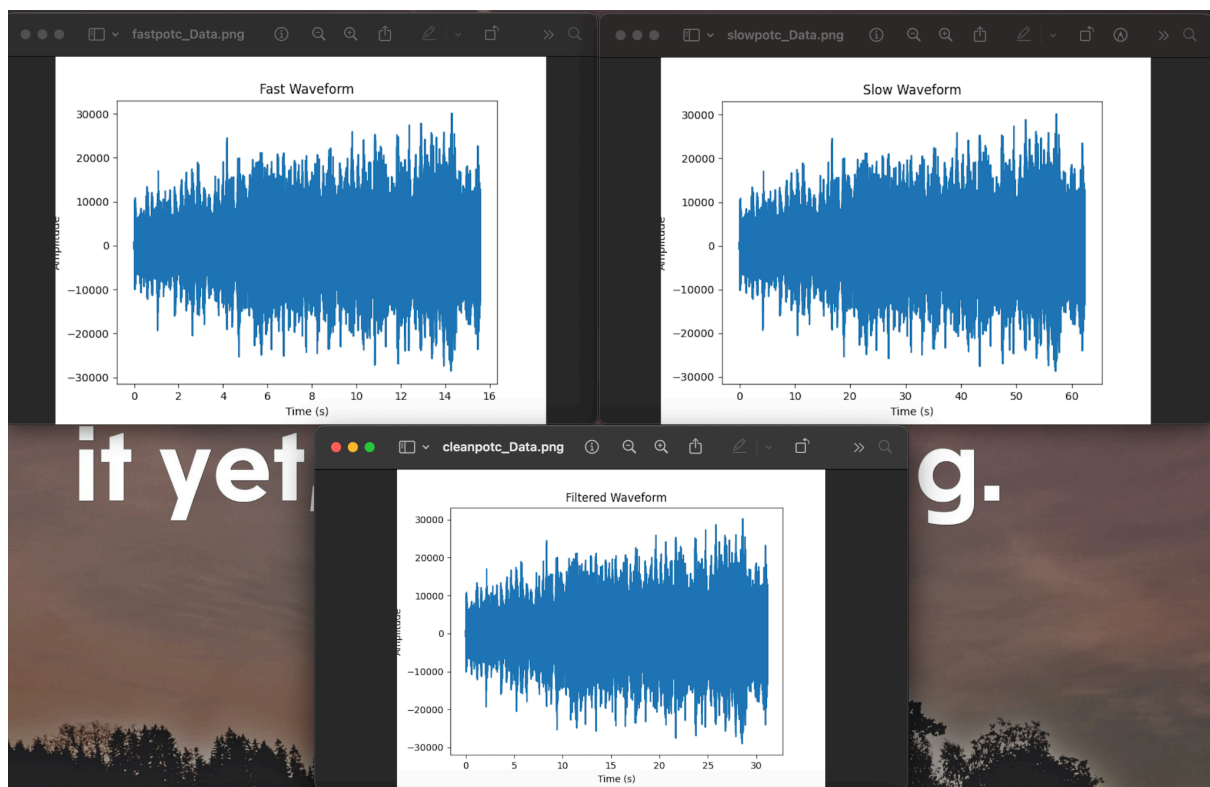 fastpotc_Data.png
slowpotc_Data.png
Fast Waveform
30000
20000
10000
0
−10000
−20000
−30000
Amplitude
0 2 4 6 8 10 12 14 16
Time (s)
Slow Waveform
30000
20000
10000
0
−10000
−20000
−30000
Amplitude
0 10 20 30 40 50 60
Time (s)
it yet, g.
cleanpotc_Data.png
Filtered Waveform
30000
20000
10000
0
−10000
−20000
−30000
Amplitude
0 5 10 15 20 25 30
Time (s)